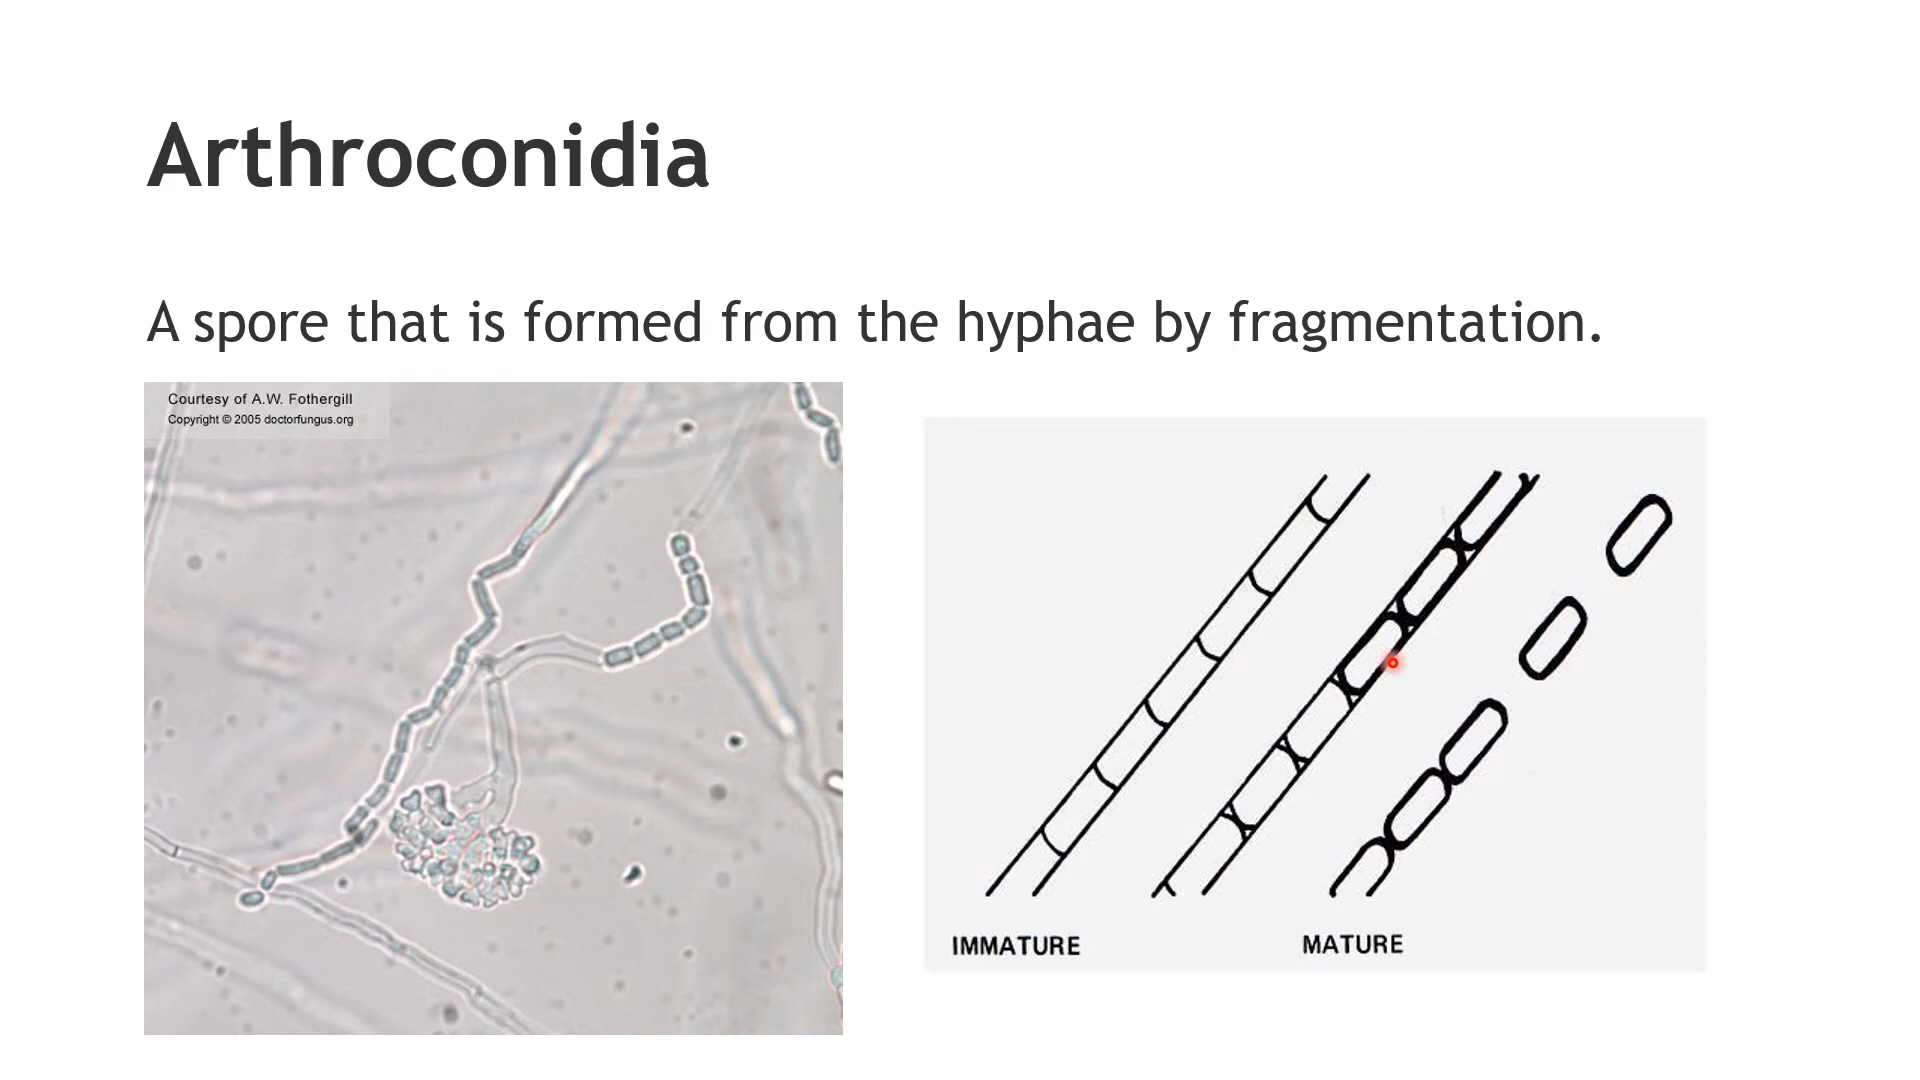 Arthroconidia
A spore that is formed from the hyphae by fragmentation.
Courtesy of A.W. Fothergill
Copyright © 2005 doctorfungus.org
IMMATURE
MATURE